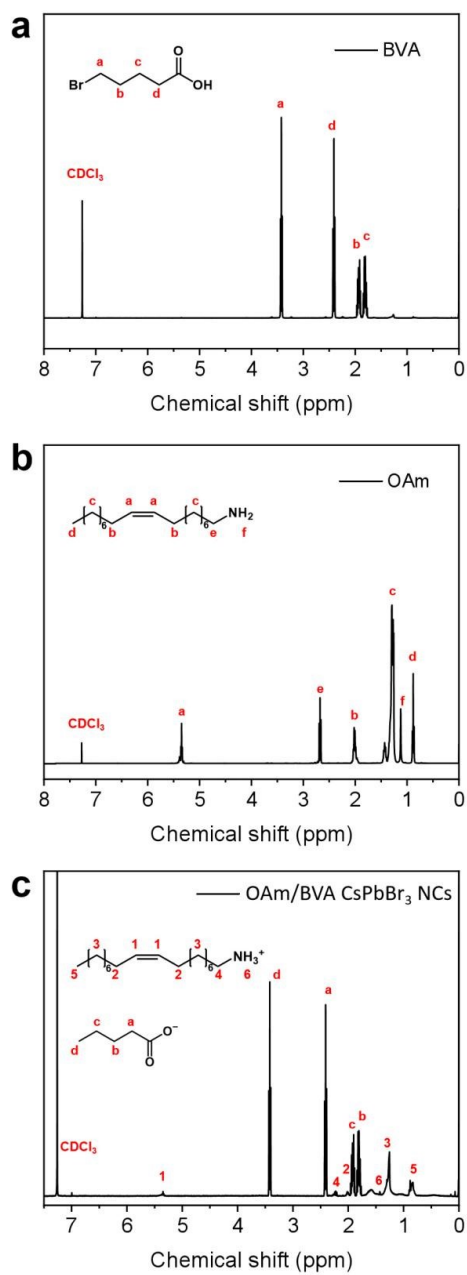 a
BVA
O
Br
OH
a
c
b
d
CDCl₃
a
d
b
c
8 7 6 5 4 3 2 1 0
Chemical shift (ppm)
b
OAm
c a a c
6 6 NH₂
d b b e f
CDCl₃
a
e
b
c
f
d
8 7 6 5 4 3 2 1 0
Chemical shift (ppm)
c
OAm/BVA CsPbBr₃ NCs
3 1 1 3
6 6 NH₃⁺
5 2 2 4 6
c a O⁻
d b O
CDCl₃
1
d
a
4
2
c
b
6
3
5
7 6 5 4 3 2 1 0
Chemical shift (ppm)